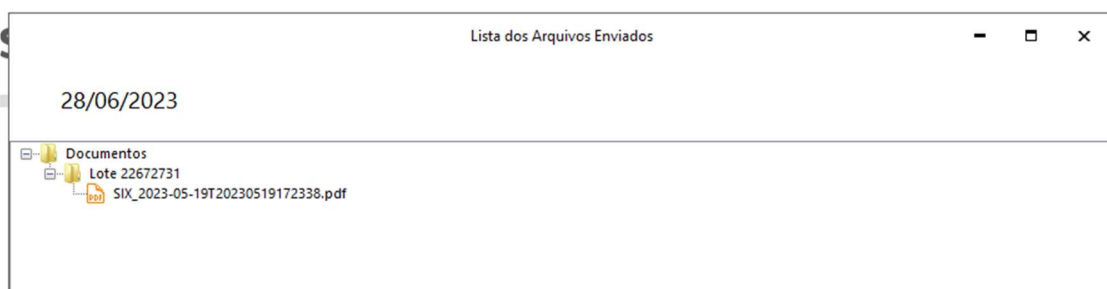 Lista dos Arquivos Enviados
28/06/2023
Documentos
Lote 22672731
SIX_2023-05-19T20230519172338.pdf